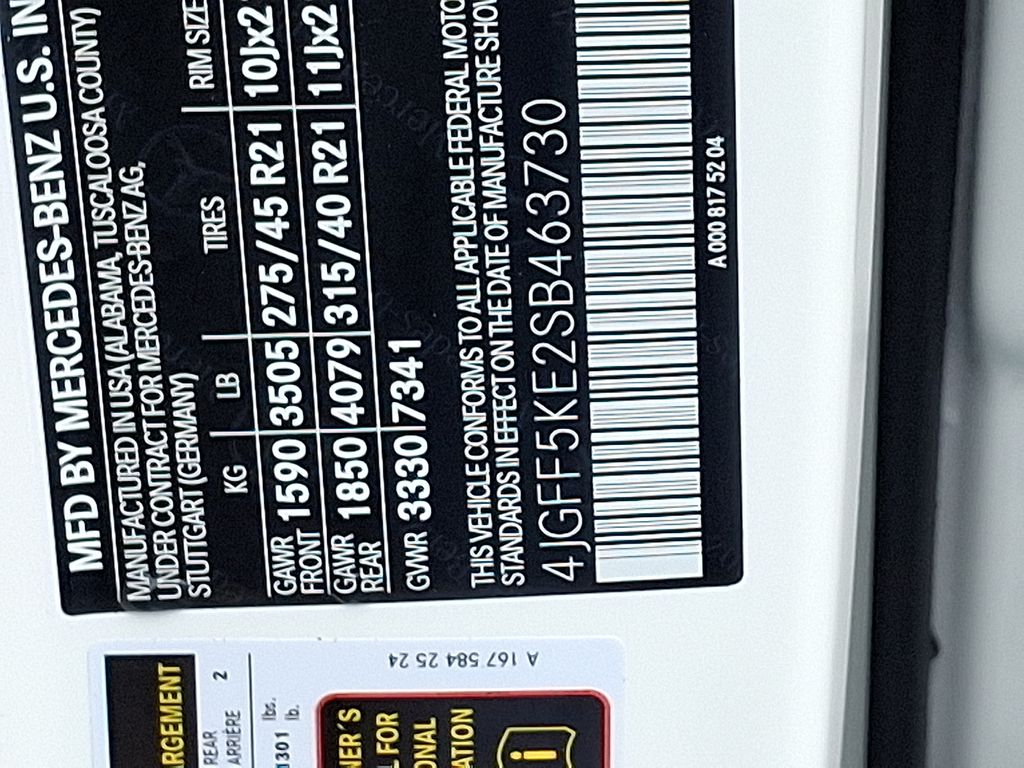 MFD BY MERCEDES-BENZ U.S. IN
MANUFACTURED IN USA (ALABAMA, TUSCALOOSA COUNTY)
UNDER CONTRACT FOR MERCEDES-BENZ AG,
STUTTGART (GERMANY)
KG LB TIRES RIM SIZE
GAWR FRONT 1590 3505 275/45 R21 10Jx2
GAWR REAR 1850 4079 315/40 R21 11Jx2
GVWR 3330 7341
THIS VEHICLE CONFORMS TO ALL APPLICABLE FEDERAL MOTO
STANDARDS IN EFFECT ON THE DATE OF MANUFACTURE SHOW
4JGFF5KE2SB463730
A 000 817 52 04
A 167 584 25 24
ARGEMENT
REAR 2
ARRIÈRE
lbs.
1301 lb.
NER'S
L FOR
ONAL
ATION
i